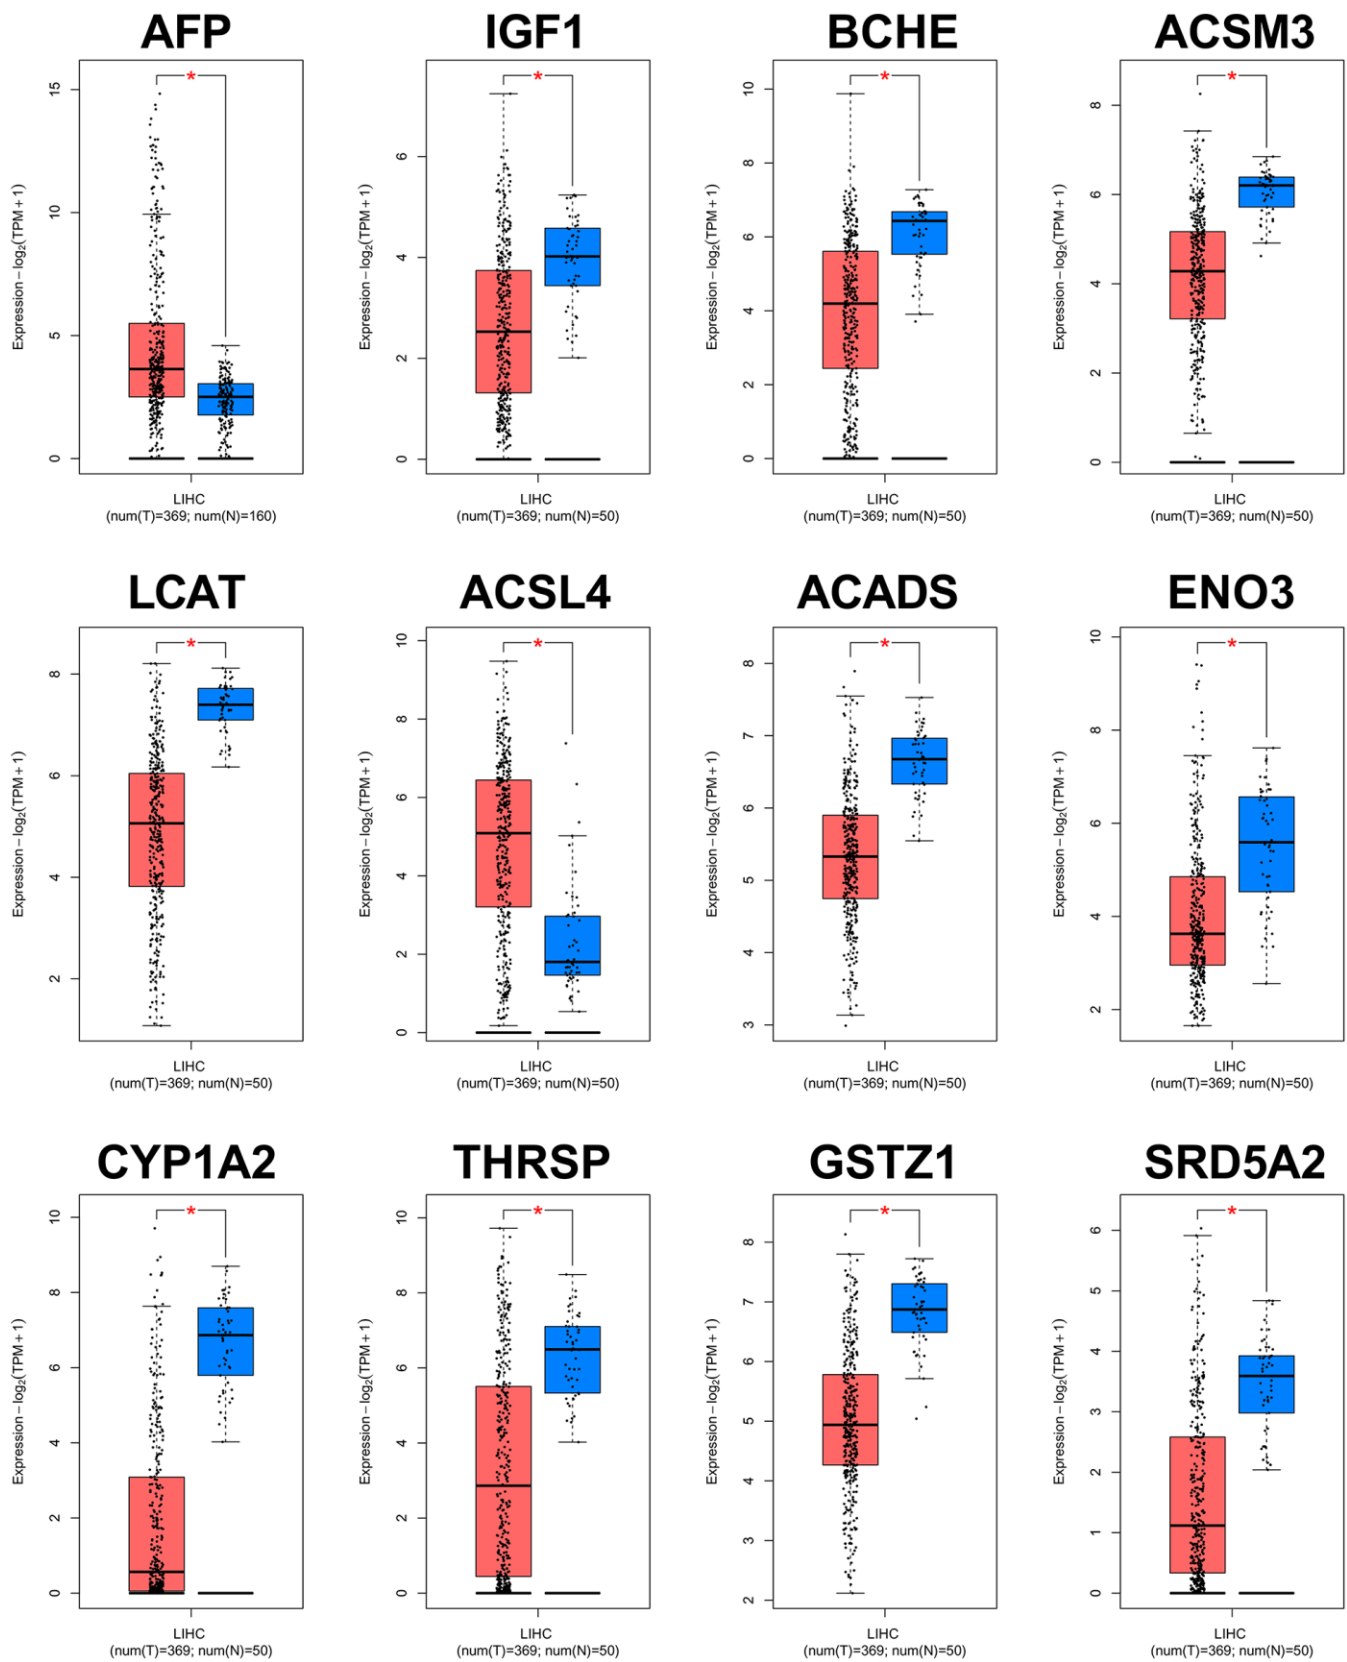 AFP IGF1 BCHE ACSM3
* * * *
Expression − log₂(TPM + 1)
0 5 10 15
LIHC
(num(T)=369; num(N)=160)
Expression − log₂(TPM + 1)
0 2 4 6
LIHC
(num(T)=369; num(N)=50)
Expression − log₂(TPM + 1)
0 2 4 6 8 10
LIHC
(num(T)=369; num(N)=50)
Expression − log₂(TPM + 1)
0 2 4 6 8
LIHC
(num(T)=369; num(N)=50)
LCAT ACSL4 ACADS ENO3
* * * *
Expression − log₂(TPM + 1)
2 4 6 8
LIHC
(num(T)=369; num(N)=50)
Expression − log₂(TPM + 1)
0 2 4 6 8 10
LIHC
(num(T)=369; num(N)=50)
Expression − log₂(TPM + 1)
3 4 5 6 7 8
LIHC
(num(T)=369; num(N)=50)
Expression − log₂(TPM + 1)
2 4 6 8 10
LIHC
(num(T)=369; num(N)=50)
CYP1A2 THRSP GSTZ1 SRD5A2
* * * *
Expression − log₂(TPM + 1)
0 2 4 6 8 10
LIHC
(num(T)=369; num(N)=50)
Expression − log₂(TPM + 1)
0 2 4 6 8 10
LIHC
(num(T)=369; num(N)=50)
Expression − log₂(TPM + 1)
2 3 4 5 6 7 8
LIHC
(num(T)=369; num(N)=50)
Expression − log₂(TPM + 1)
0 1 2 3 4 5 6
LIHC
(num(T)=369; num(N)=50)